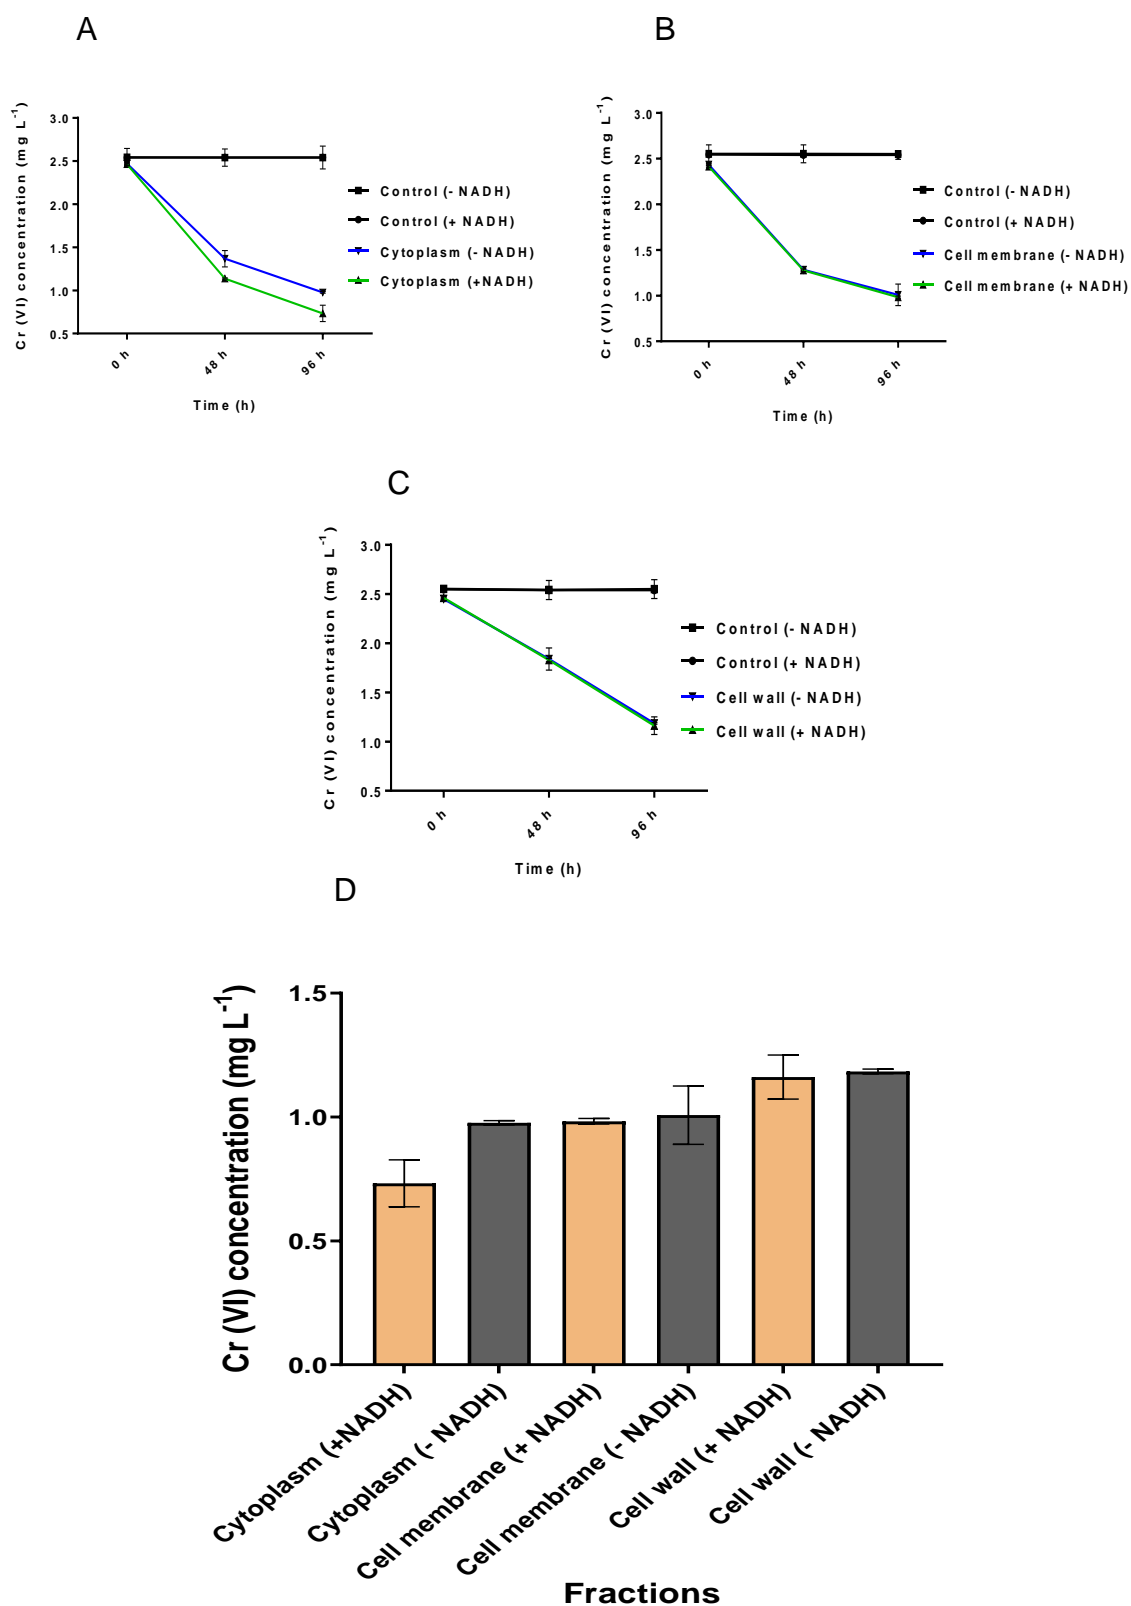 A
Cr (VI) concentration (mg L-1)
3.0
2.5
2.0
1.5
1.0
0.5
0 h
48 h
96 h
Time (h)
Control (- NADH)
Control (+ NADH)
Cytoplasm (- NADH)
Cytoplasm (+NADH)
B
Cr (VI) concentration (mg L-1)
3.0
2.5
2.0
1.5
1.0
0.5
0 h
48 h
96 h
Time (h)
Control (- NADH)
Control (+ NADH)
Cell membrane (- NADH)
Cell membrane (+ NADH)
C
Cr (VI) concentration (mg L-1)
3.0
2.5
2.0
1.5
1.0
0.5
0 h
48 h
96 h
Time (h)
Control (- NADH)
Control (+ NADH)
Cell wall (- NADH)
Cell wall (+ NADH)
D
Cr (VI) concentration (mg L-1)
1.5
1.0
0.5
0.0
Cytoplasm (+NADH)
Cytoplasm (- NADH)
Cell membrane (+ NADH)
Cell membrane (- NADH)
Cell wall (+ NADH)
Cell wall (- NADH)
Fractions